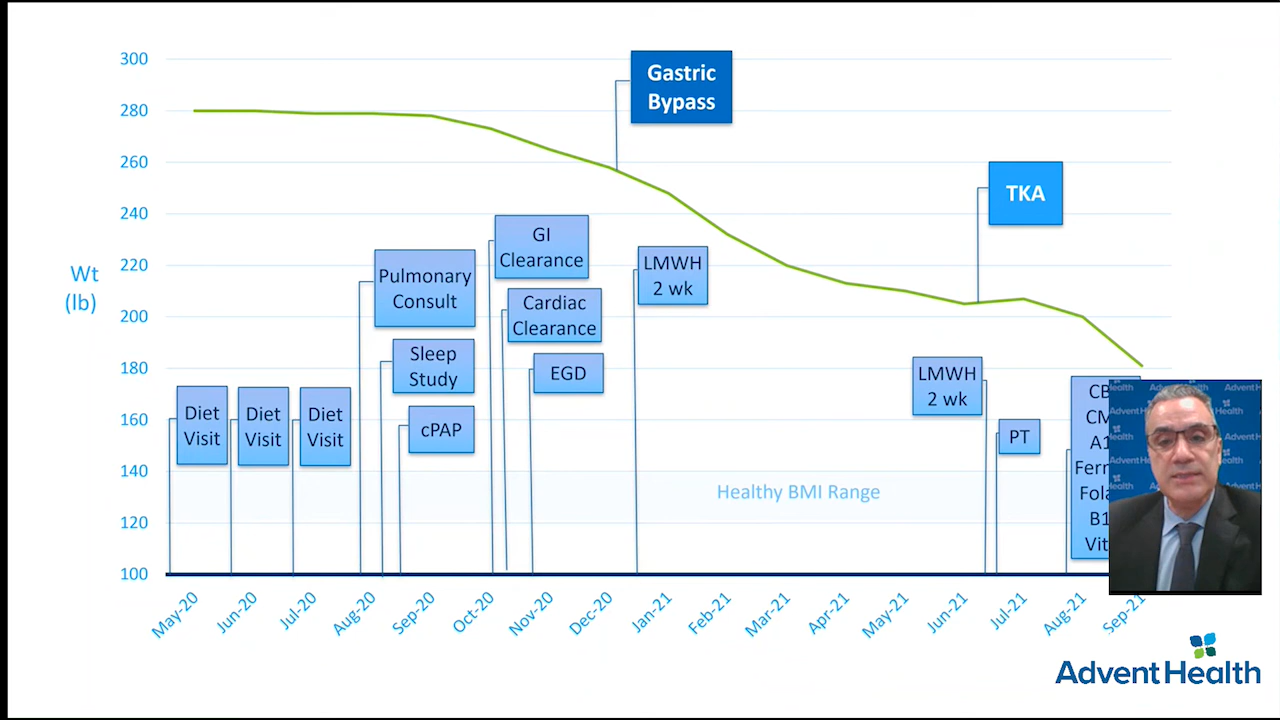 300
280
260
240
220
200
180
160
140
120
100
Wt
(lb)
Gastric
Bypass
TKA
GI
Clearance
Pulmonary
Consult
LMWH
2 wk
Cardiac
Clearance
Sleep
Study
EGD
cPAP
Diet
Visit
Diet
Visit
Diet
Visit
LMWH
2 wk
PT
Healthy BMI Range
May-20
Jun-20
Jul-20
Aug-20
Sep-20
Oct-20
Nov-20
Dec-20
Jan-21
Feb-21
Mar-21
Apr-21
May-21
Jun-21
Jul-21
Aug-21
Sep-21
AdventHealth